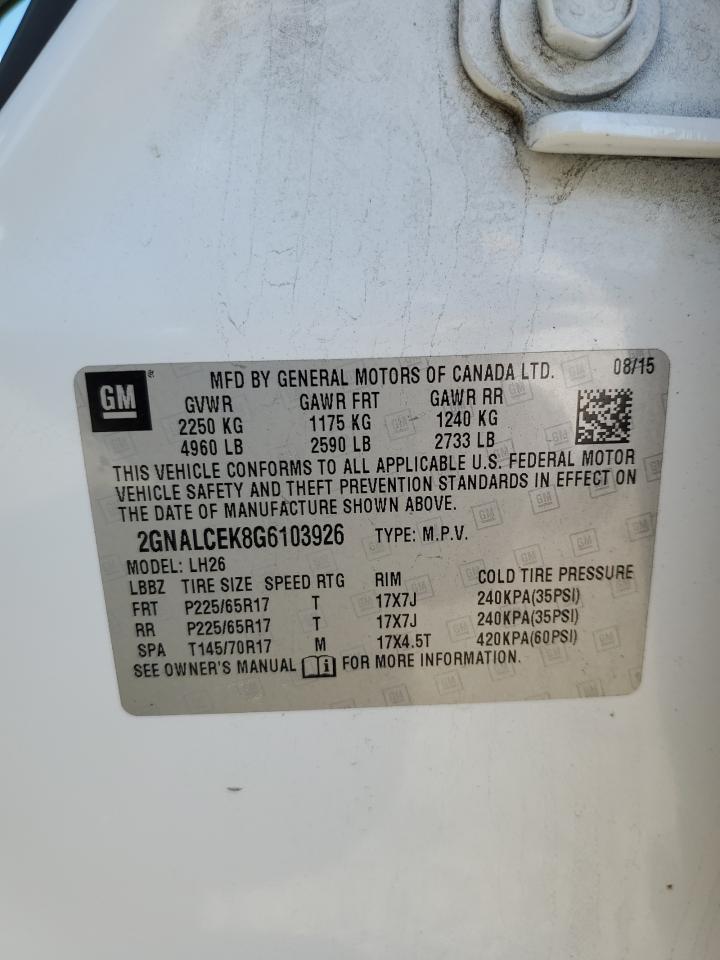 GM
MFD BY GENERAL MOTORS OF CANADA LTD. 08/15
GVWR GAWR FRT GAWR RR
2250 KG 1175 KG 1240 KG
4960 LB 2590 LB 2733 LB
THIS VEHICLE CONFORMS TO ALL APPLICABLE U.S. FEDERAL MOTOR
VEHICLE SAFETY AND THEFT PREVENTION STANDARDS IN EFFECT ON
THE DATE OF MANUFACTURE SHOWN ABOVE.
2GNALCEK8G6103926 TYPE: M.P.V.
MODEL: LH26
LBBZ TIRE SIZE SPEED RTG RIM COLD TIRE PRESSURE
FRT P225/65R17 T 17X7J 240KPA(35PSI)
RR P225/65R17 T 17X7J 240KPA(35PSI)
SPA T145/70R17 M 17X4.5T 420KPA(60PSI)
SEE OWNER'S MANUAL i FOR MORE INFORMATION.